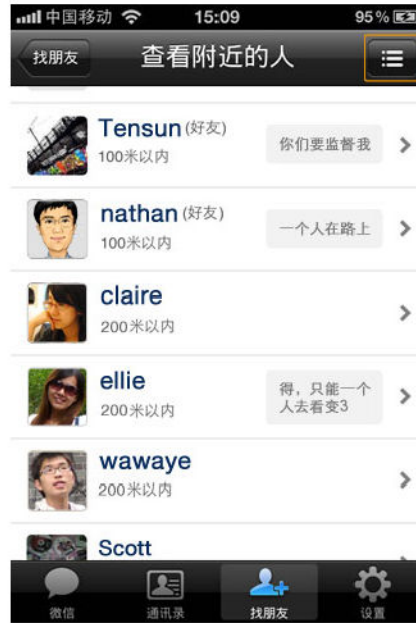 中国移动 15:09 95%
找朋友 查看附近的人
Tensun (好友)
100米以内
你们要监督我
nathan (好友)
100米以内
一个人在路上
claire
200米以内
ellie
200米以内
得，只能一个
人去看变3
wawaye
200米以内
Scott
微信 通讯录 找朋友 设置